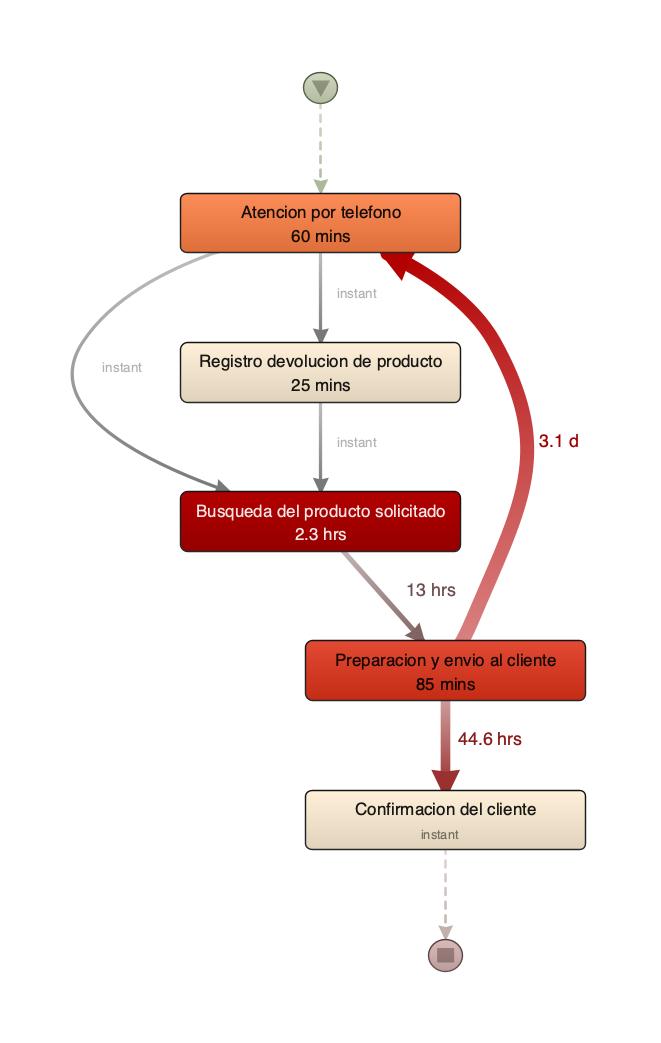 Atencion por telefono
60 mins
instant
Registro devolucion de producto
25 mins
instant
instant
3.1 d
Busqueda del producto solicitado
2.3 hrs
13 hrs
Preparacion y envio al cliente
85 mins
44.6 hrs
Confirmacion del cliente
instant